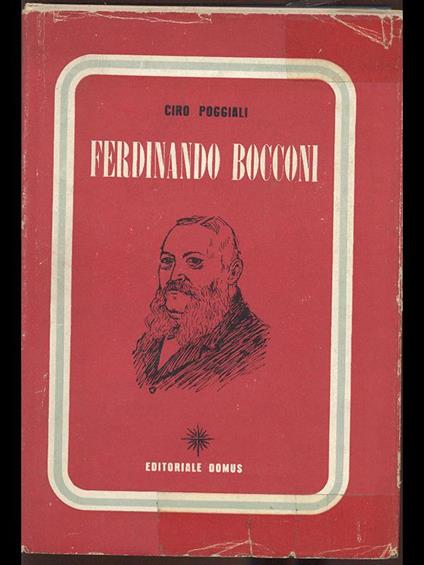 CIRO POGGIALI
FERDINANDO BOCCONI
EDITORIALE DOMUS